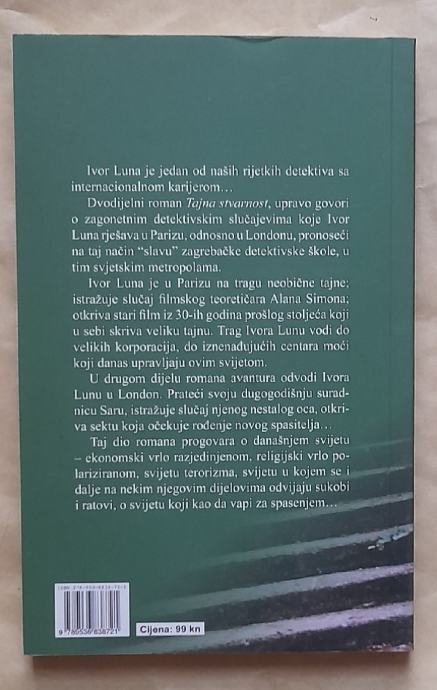 Ivor Luna je jedan od naših rijetkih detektiva sa
internacionalnom karijerom…
Dvodijelni roman Tajna stvarnost, upravo govori
o zagonetnim detektivskim slučajevima koje Ivor
Luna rješava u Parizu, odnosno u Londonu, pronoseći
na taj način “slavu” zagrebačke detektivske škole, u
tim svjetskim metropolama.
Ivor Luna je u Parizu na tragu neobične tajne;
istražuje slučaj filmskog teoretičara Alana Simona;
otkriva stari film iz 30-ih godina prošlog stoljeća koji
u sebi skriva veliku tajnu. Trag Ivora Lunu vodi do
velikih korporacija, do iznenađujućih centara moći
koji danas upravljaju ovim svijetom.
U drugom dijelu romana avantura odvodi Ivora
Lunu u London. Prateći svoju dugogodišnju surad-
nicu Saru, istražuje slučaj njenog nestalog oca, otkri-
va sektu koja očekuje rođenje novog spasitelja…
Taj dio romana progovara o današnjem svijetu
– ekonomski vrlo razjedinjenom, religijski vrlo po-
lariziranom, svijetu terorizma, svijetu u kojem se i
dalje na nekim njegovim dijelovima odvijaju sukobi
i ratovi, o svijetu koji kao da vapi za spasenjem…
9 789536 838721
Cijena: 99 kn